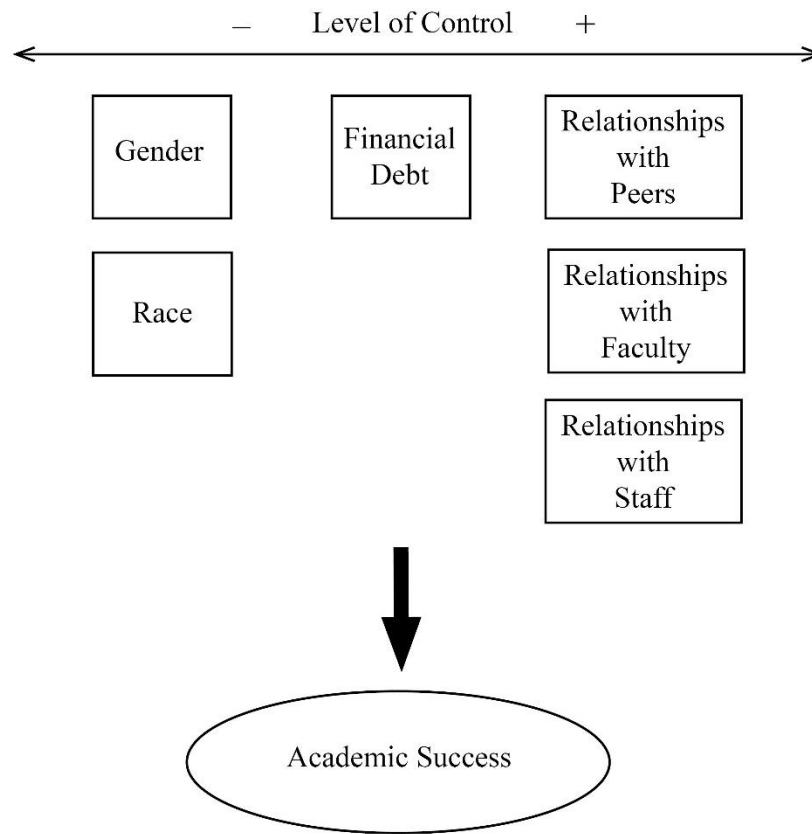 – Level of Control +
Gender
Financial
Debt
Relationships
with
Peers
Race
Relationships
with
Faculty
Relationships
with
Staff
Academic Success